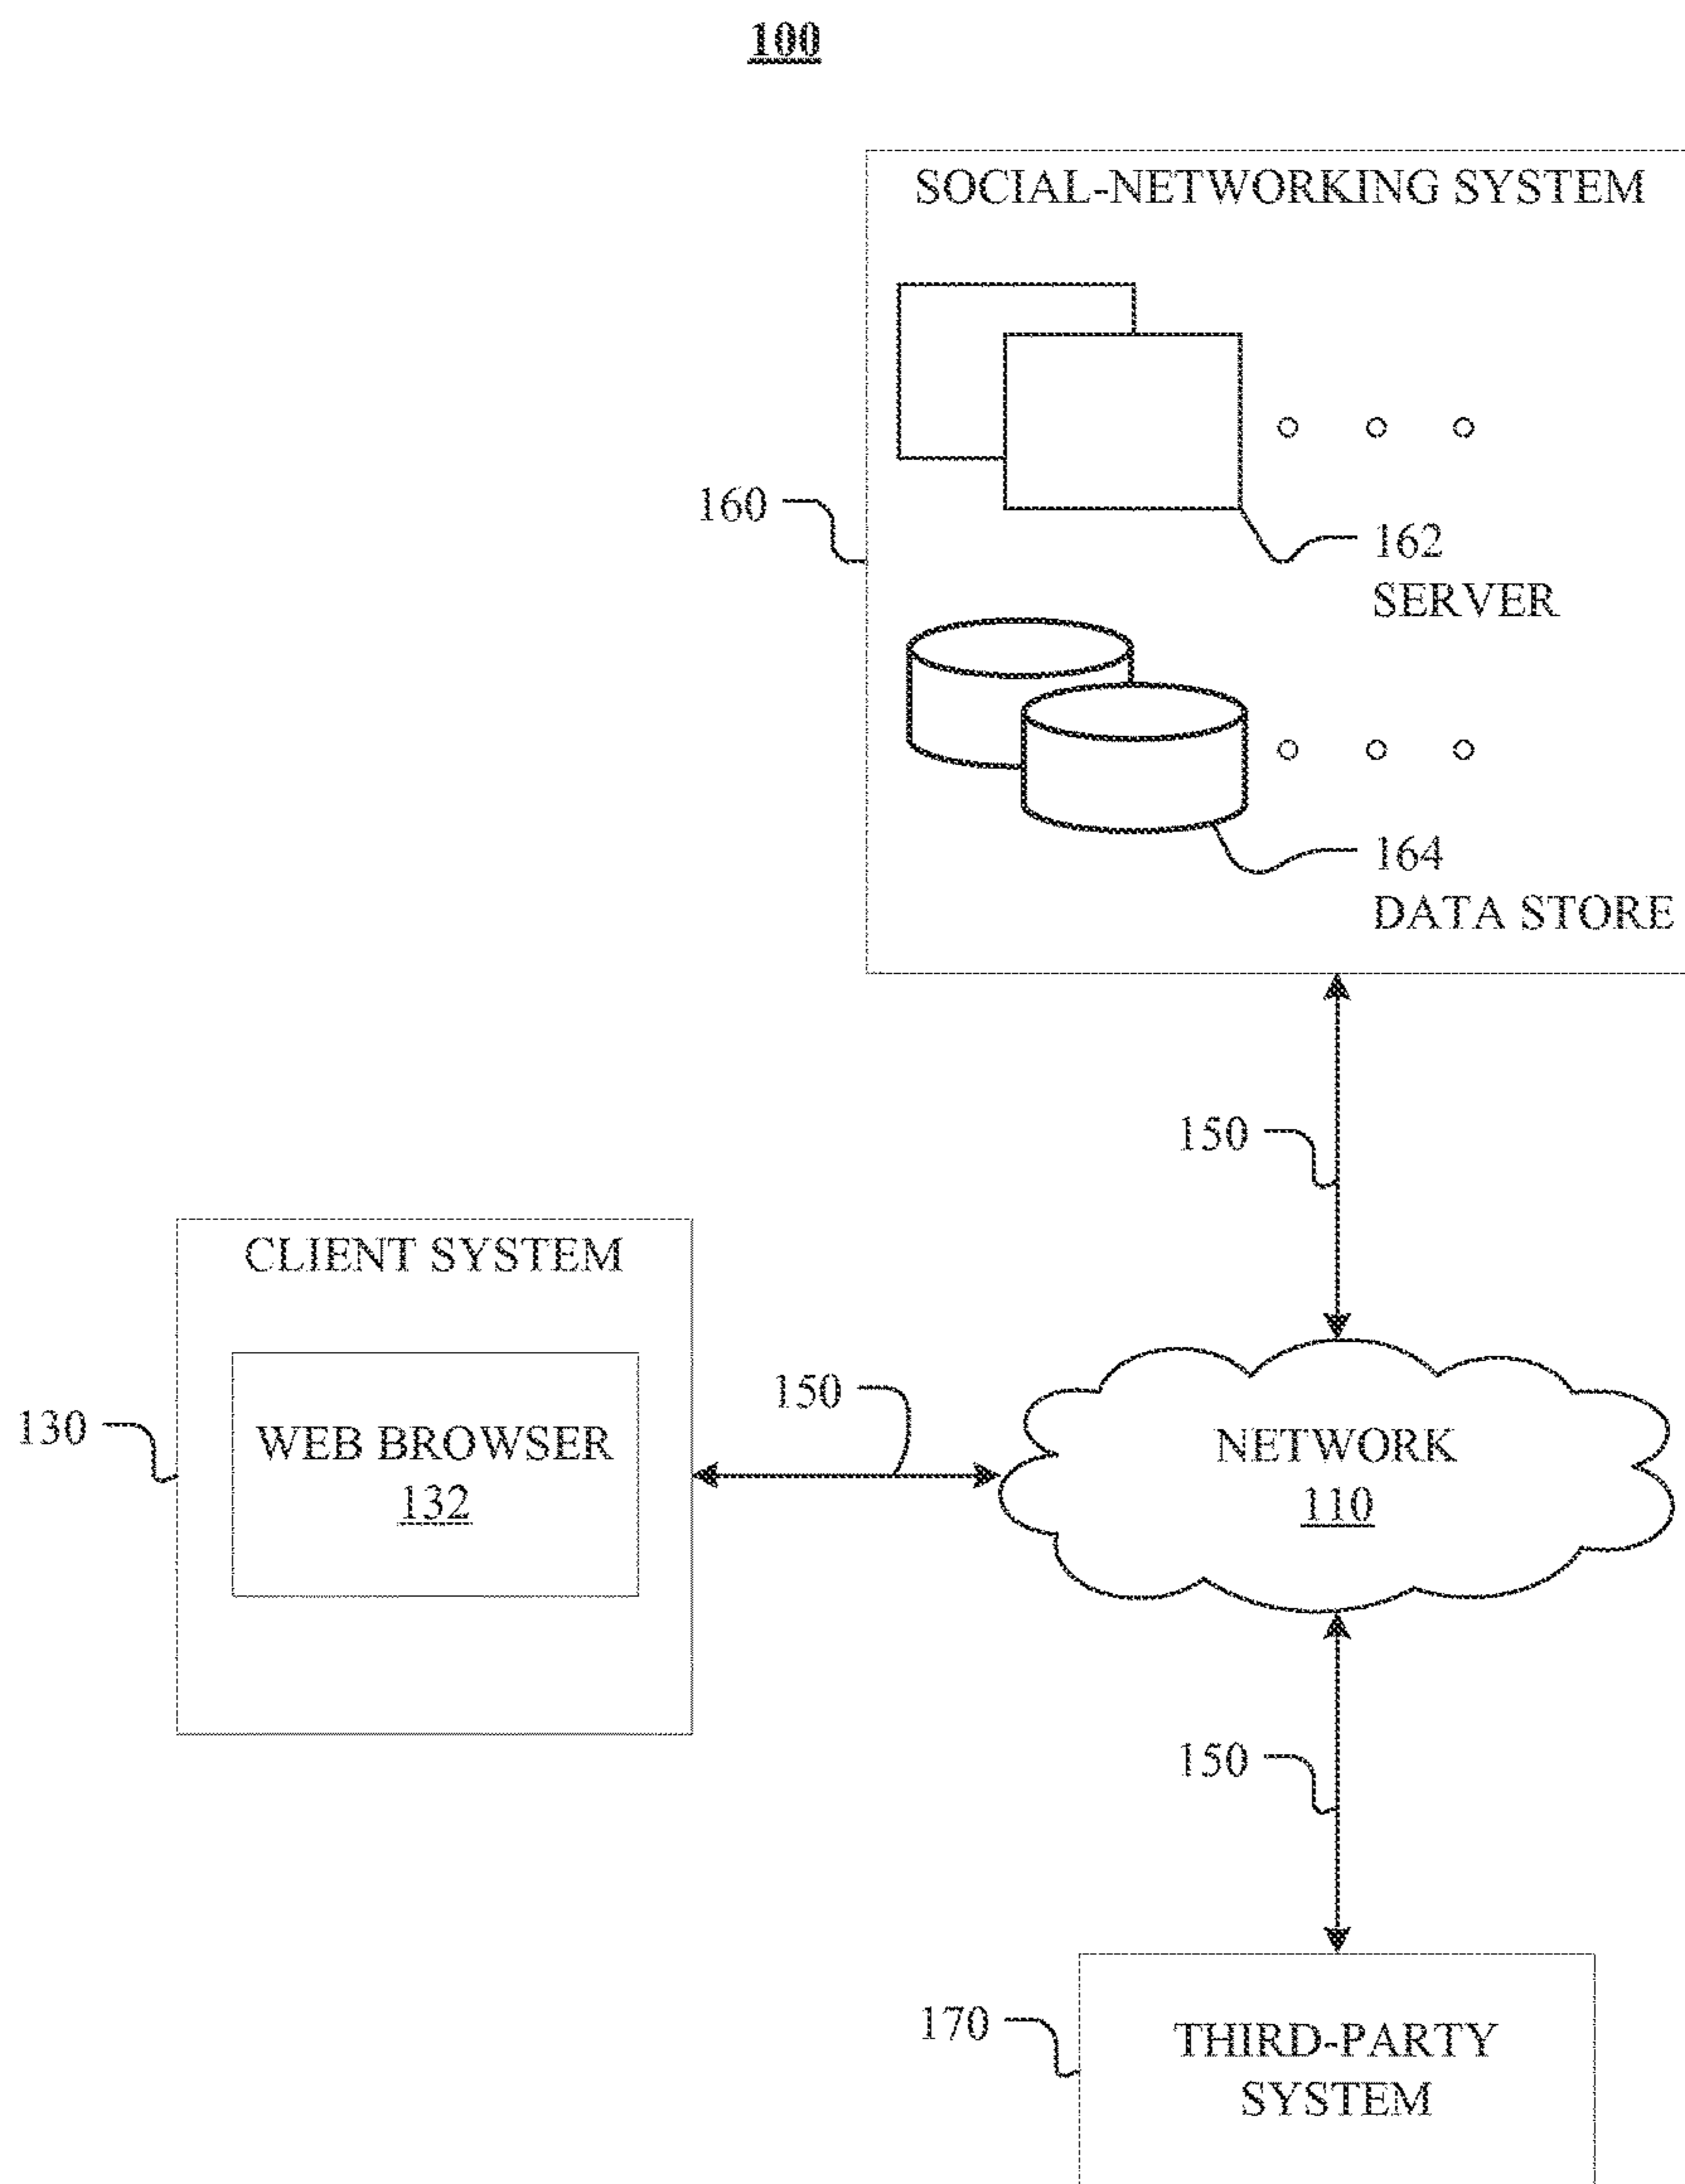 100
SOCIAL-NETWORKING SYSTEM
160
162
SERVER
164
DATA STORE
150
CLIENT SYSTEM
130
WEB BROWSER
132
150
NETWORK
110
150
170
THIRD-PARTY
SYSTEM